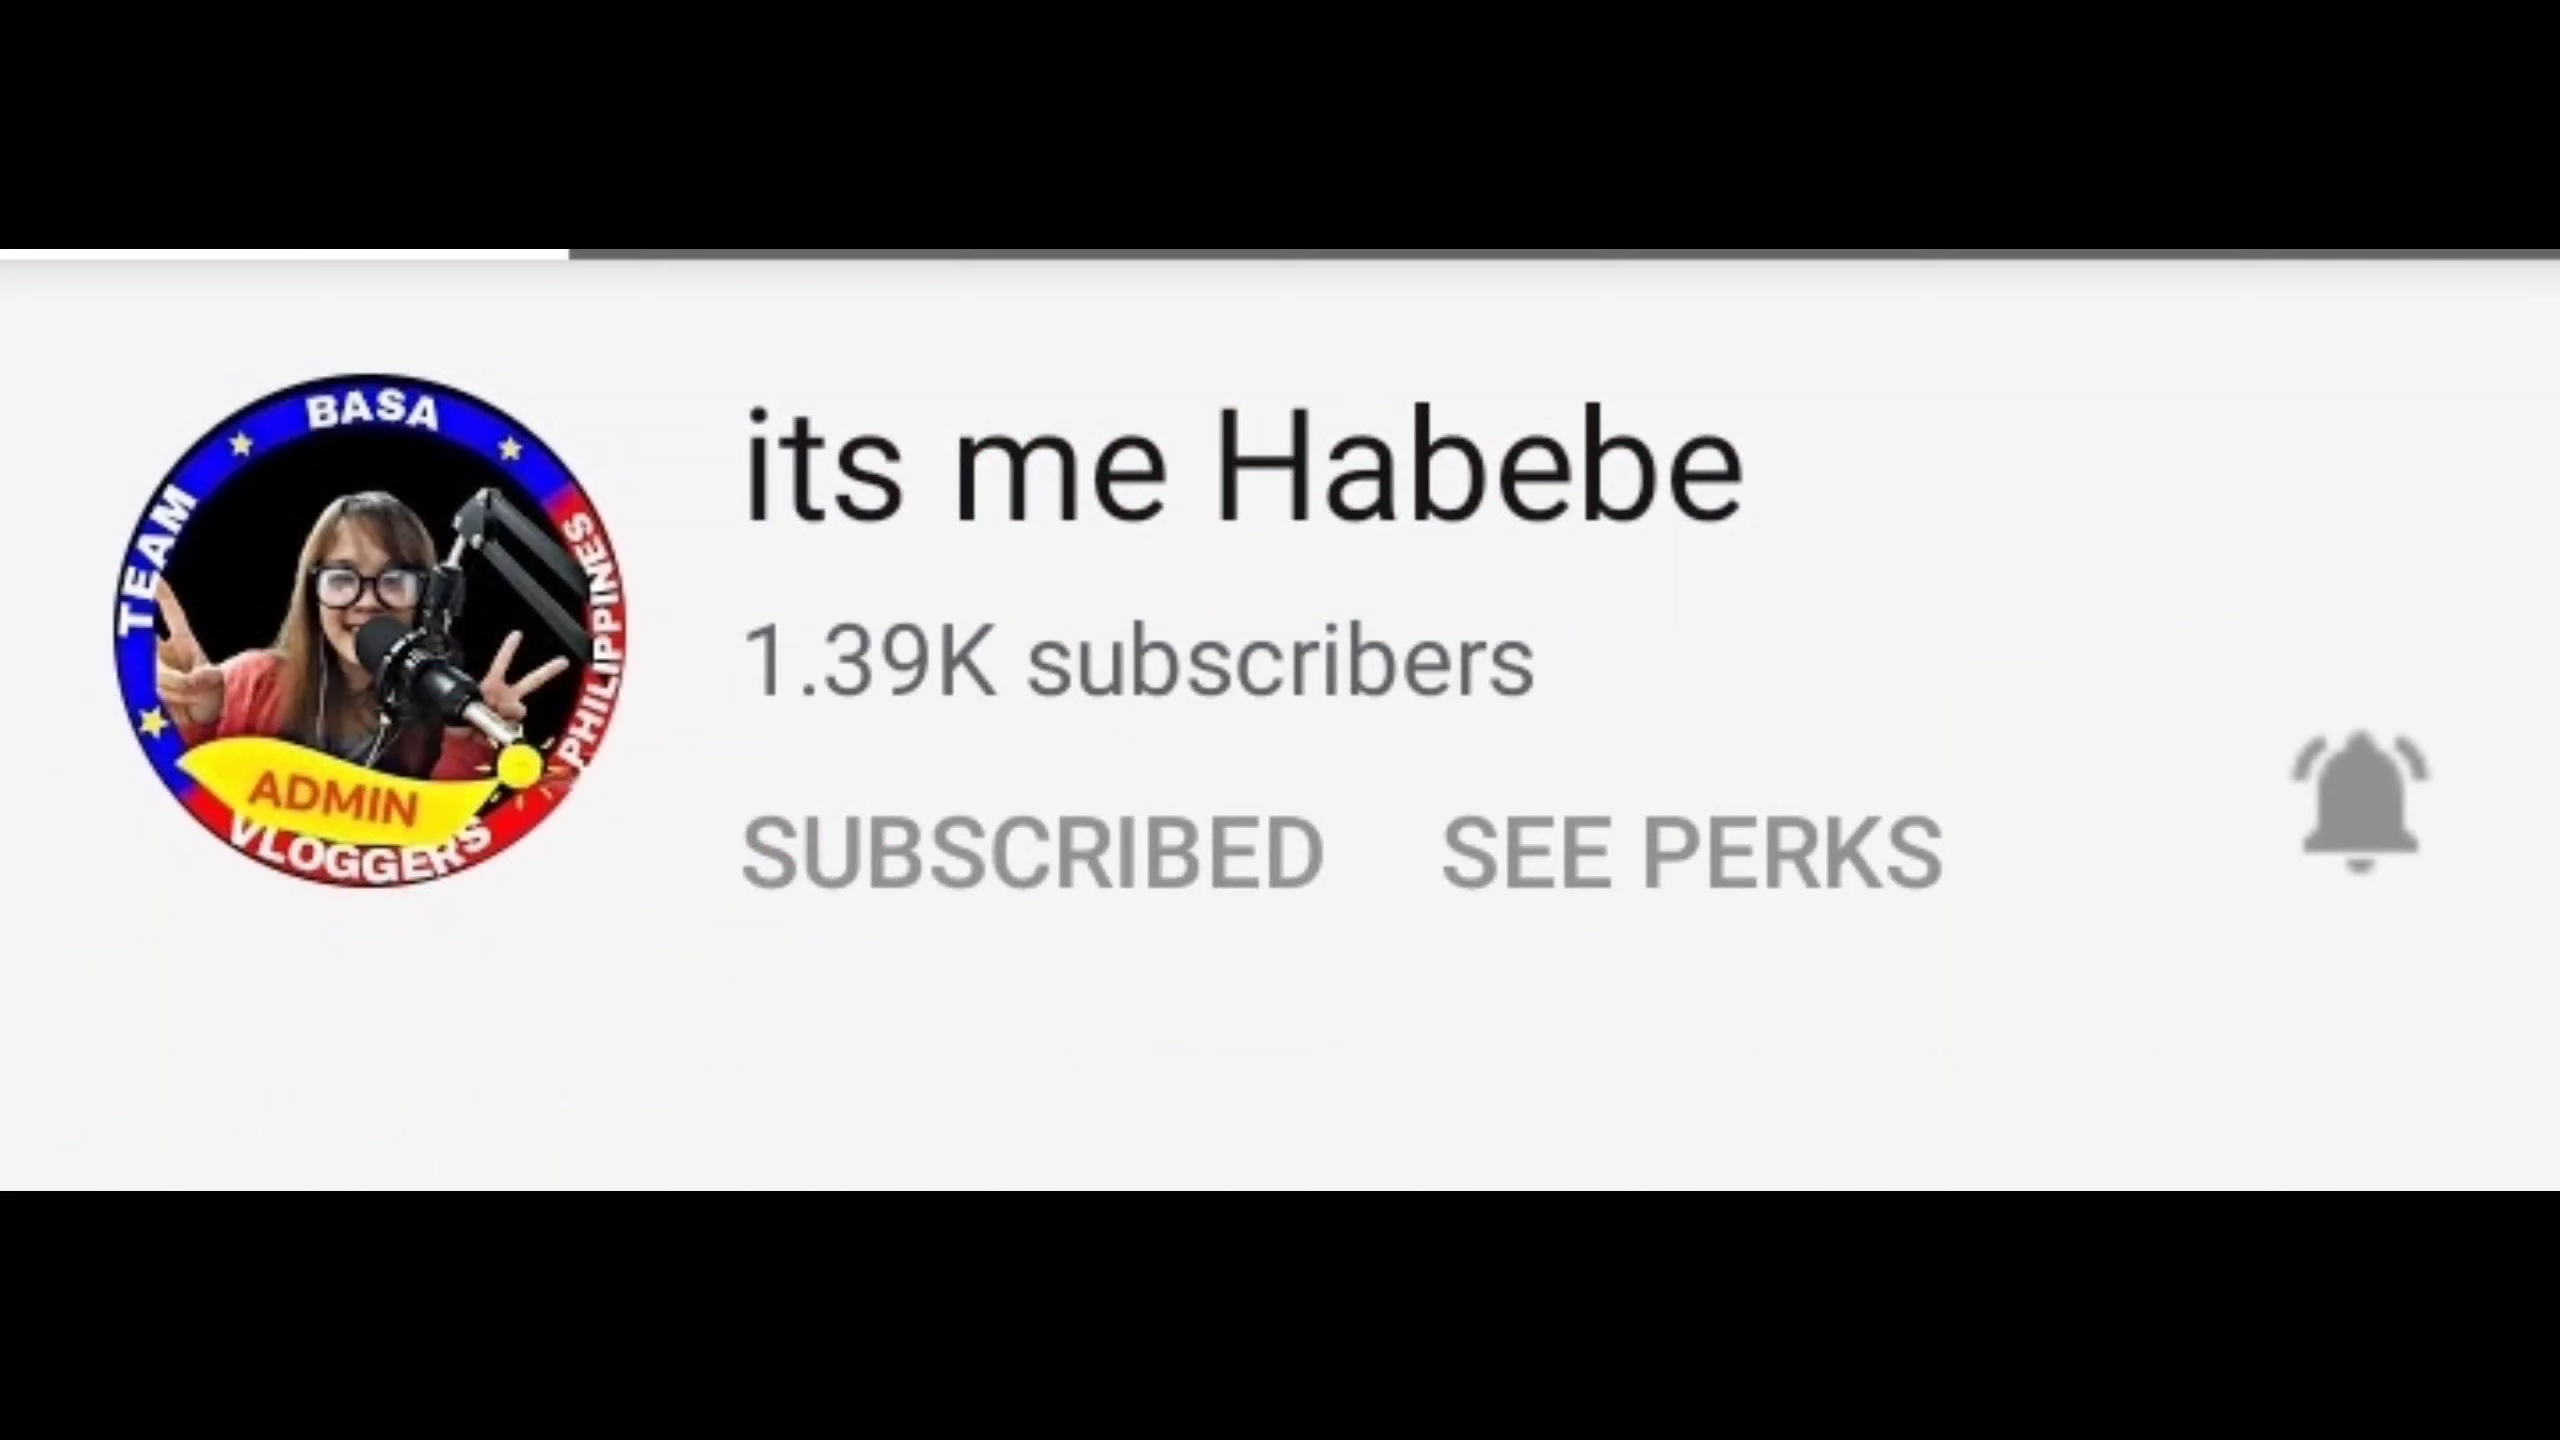 TEAM BASA PHILIPPINES
ADMIN
VLOGGERS
its me Habebe
1.39K subscribers
SUBSCRIBED SEE PERKS